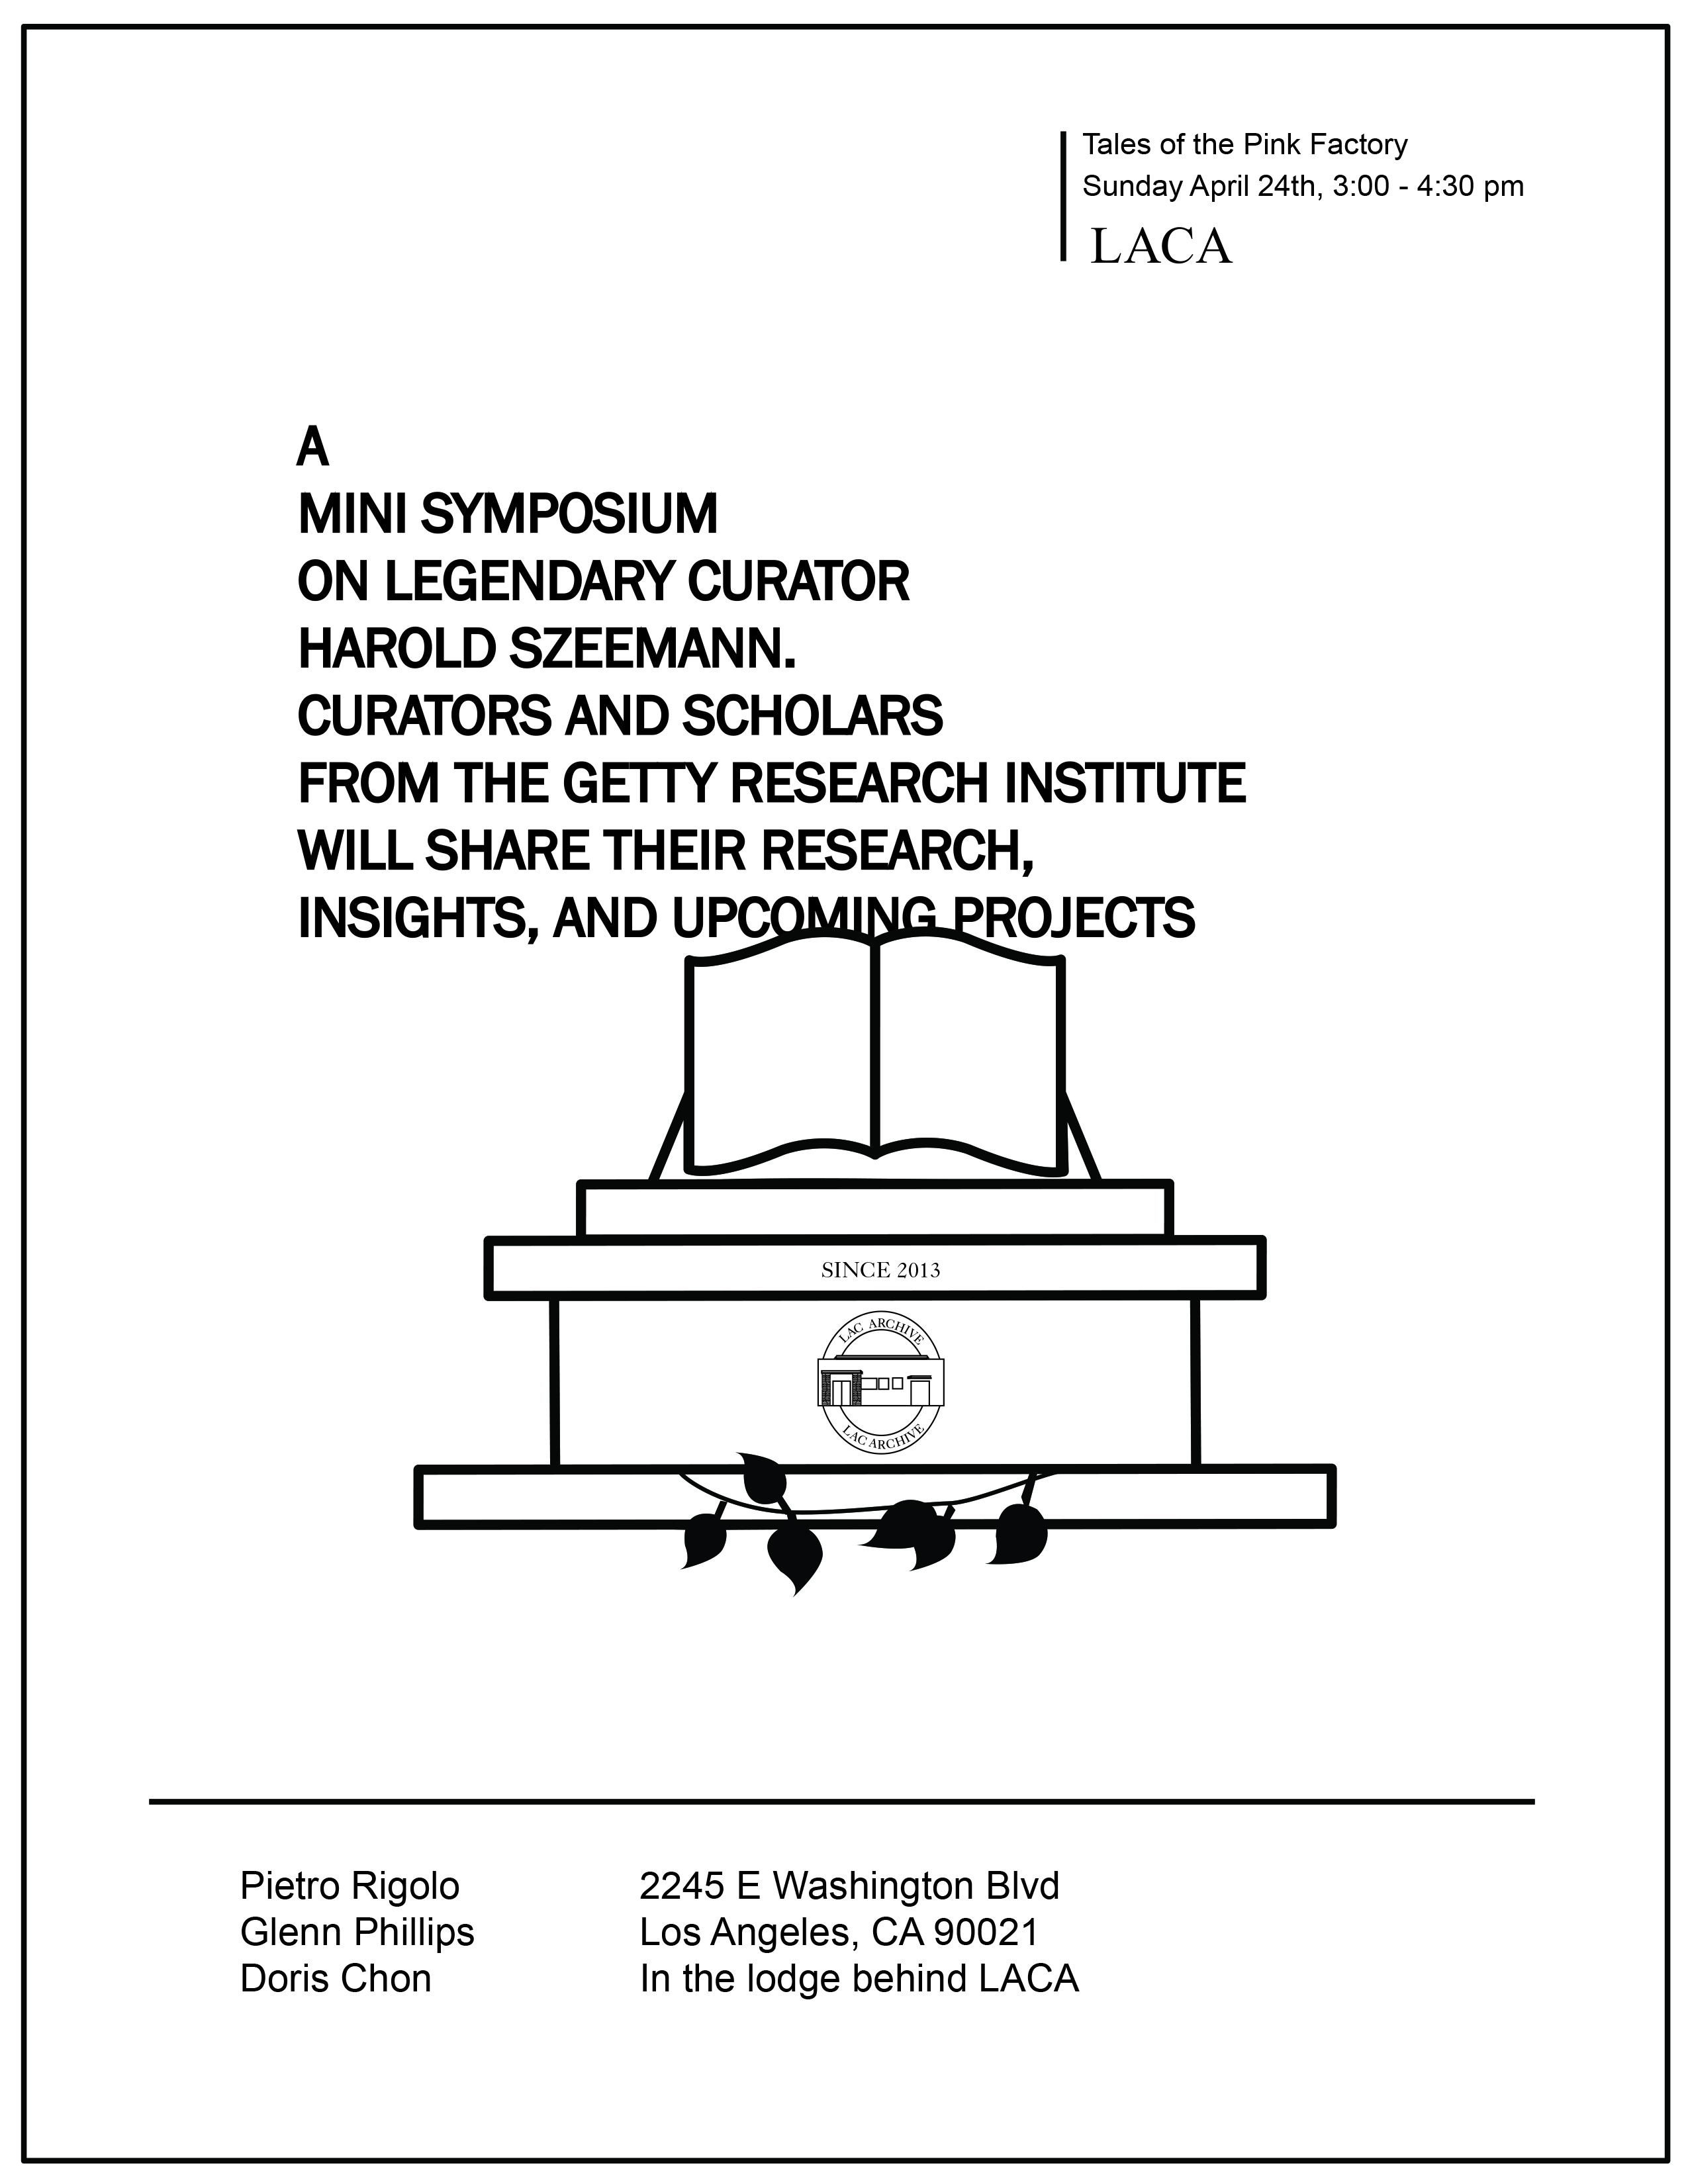 Tales of the Pink Factory
Sunday April 24th, 3:00 - 4:30 pm
LACA
A
MINI SYMPOSIUM
ON LEGENDARY CURATOR
HAROLD SZEEMANN.
CURATORS AND SCHOLARS
FROM THE GETTY RESEARCH INSTITUTE
WILL SHARE THEIR RESEARCH,
INSIGHTS, AND UPCOMING PROJECTS
SINCE 2013
LAC ARCHIVE
LAC ARCHIVE
Pietro Rigolo
Glenn Phillips
Doris Chon
2245 E Washington Blvd
Los Angeles, CA 90021
In the lodge behind LACA